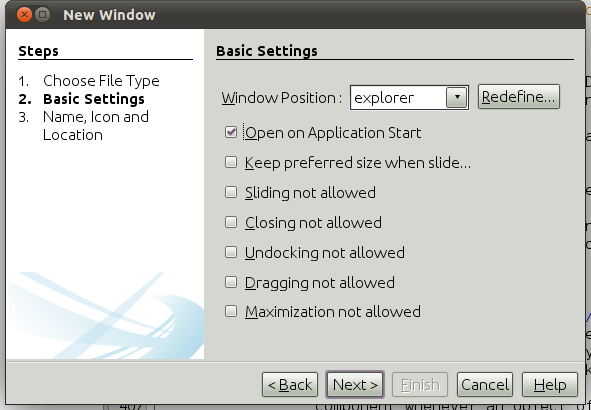 New Window
Steps
1. Choose File Type
2. Basic Settings
3. Name, Icon and
Location
Basic Settings
Window Position : explorer Redefine...
Open on Application Start
Keep preferred size when slide...
Sliding not allowed
Closing not allowed
Undocking not allowed
Dragging not allowed
Maximization not allowed
< Back Next > Finish Cancel Help